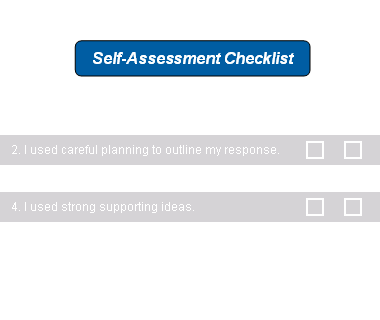 Self-Assessment Checklist
2. I used careful planning to outline my response.
4. I used strong supporting ideas.